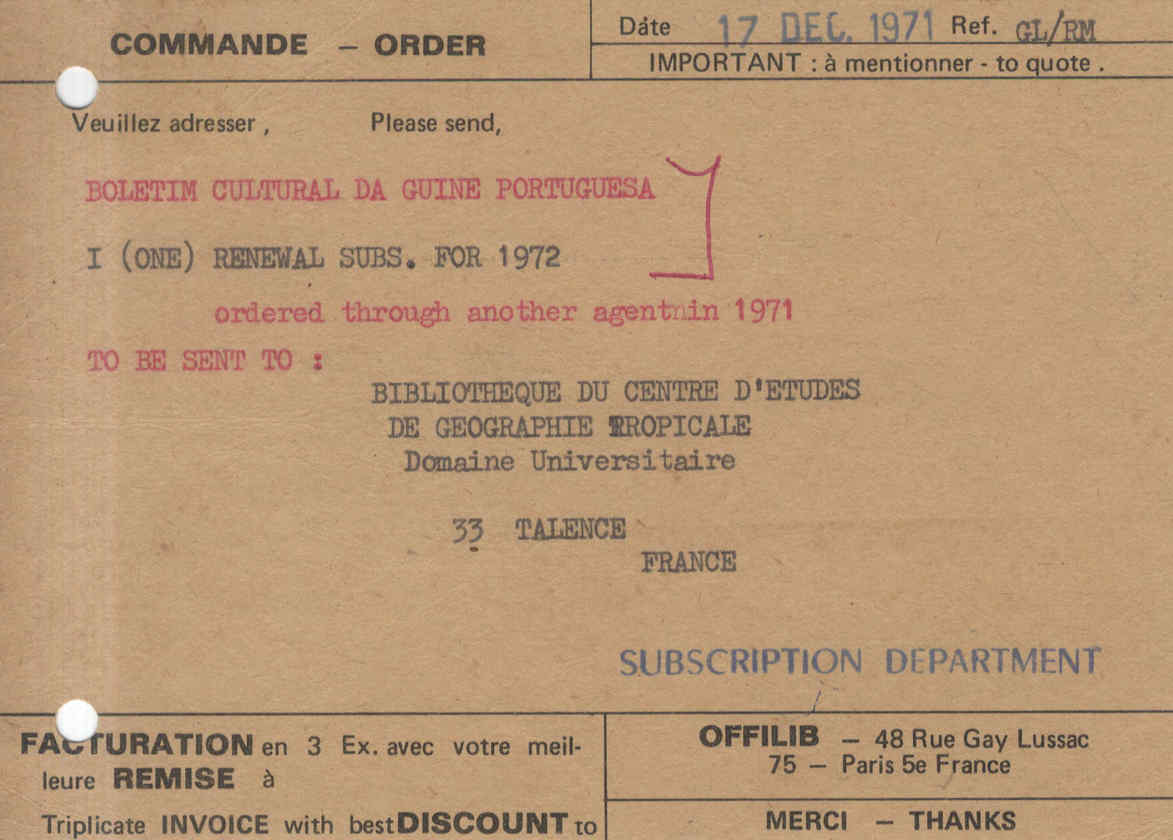 COMMANDE – ORDER
Date 17 DEC. 1971 Ref. GL/RM
IMPORTANT : à mentionner - to quote .
Veuillez adresser , Please send,
BOLETIM CULTURAL DA GUINE PORTUGUESA
I (ONE) RENEWAL SUBS. FOR 1972
ordered through another agentnin 1971
TO BE SENT TO :
BIBLIOTHEQUE DU CENTRE D'ETUDES
DE GEOGRAPHIE TROPICALE
Domaine Universitaire
33 TALENCE
FRANCE
SUBSCRIPTION DEPARTMENT
FACTURATION en 3 Ex. avec votre meil-
leure REMISE à
Triplicate INVOICE with best DISCOUNT to
OFFILIB – 48 Rue Gay Lussac
75 – Paris 5e France
MERCI – THANKS